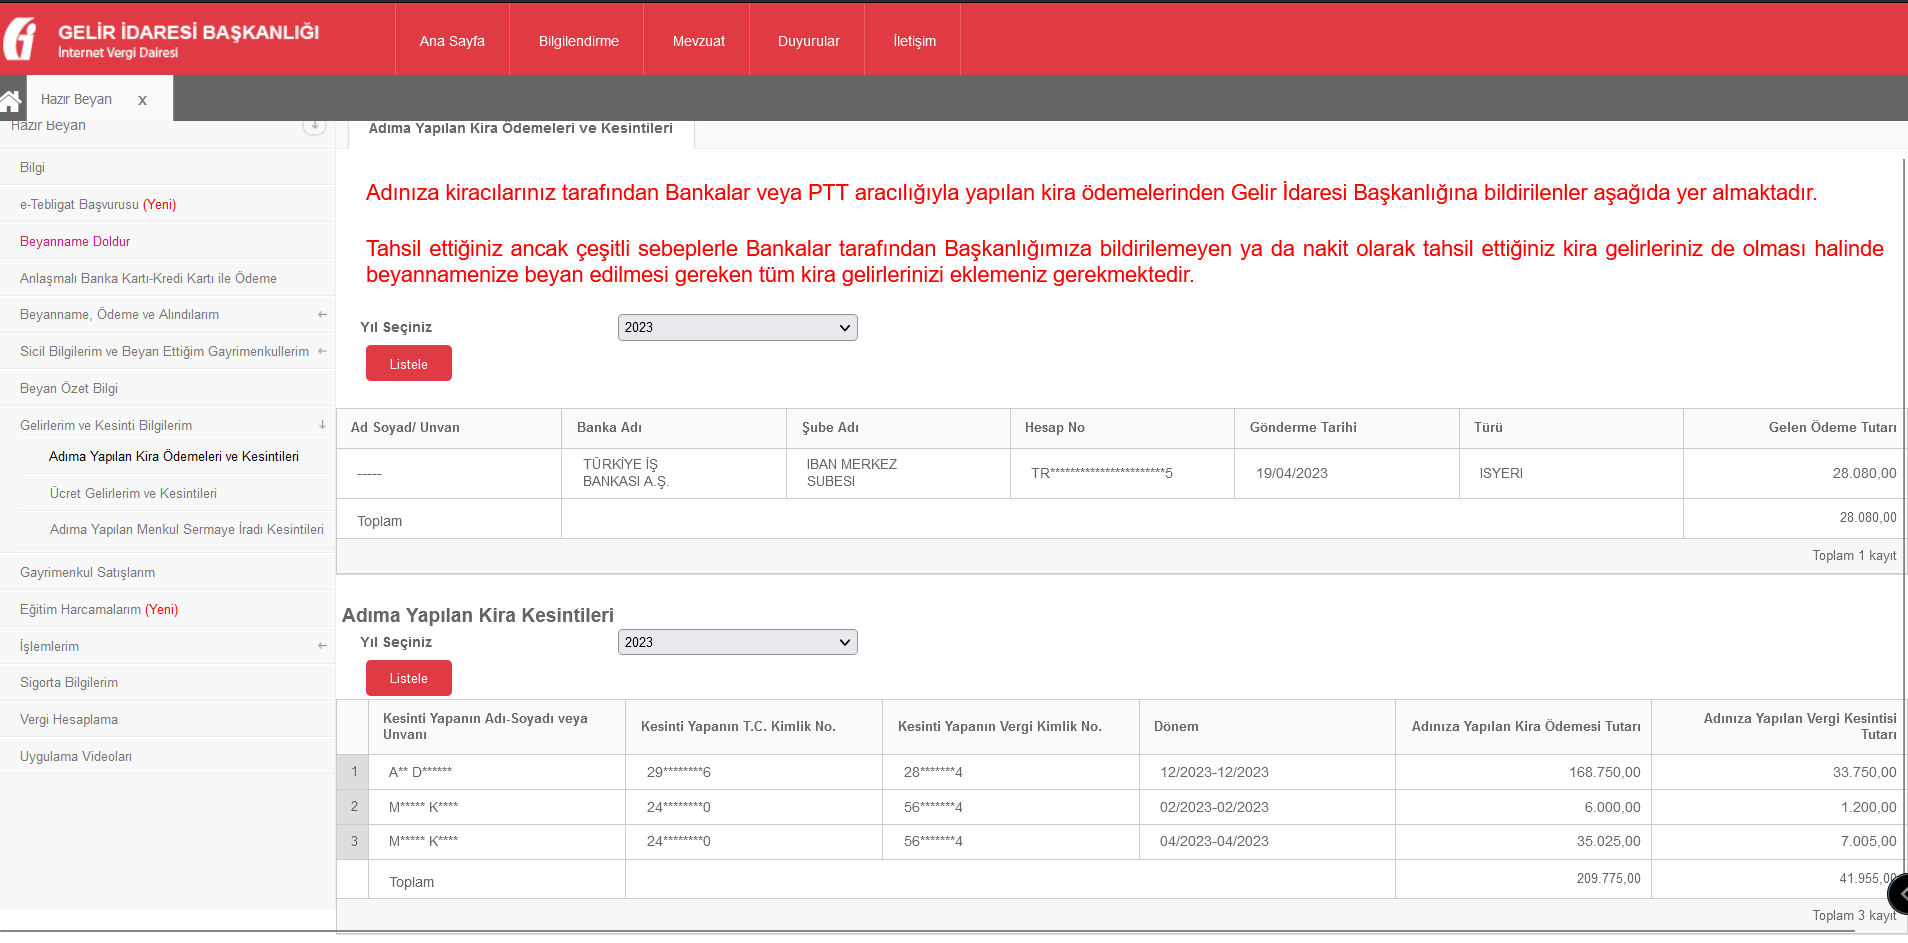 GELİR İDARESİ BAŞKANLIĞI
İnternet Vergi Dairesi
Ana Sayfa
Bilgilendirme
Mevzuat
Duyurular
İletişim
Hazır Beyan x
Hazır Beyan
Bilgi
e-Tebligat Başvurusu (Yeni)
Beyanname Doldur
Anlaşmalı Banka Kartı-Kredi Kartı ile Ödeme
Beyanname, Ödeme ve Alındılarım
Sicil Bilgilerim ve Beyan Ettiğim Gayrimenkullerim
Beyan Özet Bilgi
Gelirlerim ve Kesinti Bilgilerim
Adıma Yapılan Kira Ödemeleri ve Kesintileri
Ücret Gelirlerim ve Kesintileri
Adıma Yapılan Menkul Sermaye İradı Kesintileri
Gayrimenkul Satışlarım
Eğitim Harcamalarım (Yeni)
İşlemlerim
Sigorta Bilgilerim
Vergi Hesaplama
Uygulama Videoları
Adıma Yapılan Kira Ödemeleri ve Kesintileri
Adınıza kiracılarınız tarafından Bankalar veya PTT aracılığıyla yapılan kira ödemelerinden Gelir İdaresi Başkanlığına bildirilenler aşağıda yer almaktadır.
Tahsil ettiğiniz ancak çeşitli sebeplerle Bankalar tarafından Başkanlığımıza bildirilemeyen ya da nakit olarak tahsil ettiğiniz kira gelirleriniz de olması halinde
beyannamenize beyan edilmesi gereken tüm kira gelirlerinizi eklemeniz gerekmektedir.
Yıl Seçiniz 2023
Listele
Ad Soyad/ Unvan Banka Adı Şube Adı Hesap No Gönderme Tarihi Türü Gelen Ödeme Tutarı
----- TÜRKİYE İŞ BANKASI A.Ş. IBAN MERKEZ SUBESI TR***********************5 19/04/2023 ISYERI 28.080,00
Toplam 28.080,00
Toplam 1 kayıt
Adıma Yapılan Kira Kesintileri
Yıl Seçiniz 2023
Listele
Kesinti Yapanın Adı-Soyadı veya Unvanı Kesinti Yapanın T.C. Kimlik No. Kesinti Yapanın Vergi Kimlik No. Dönem Adınıza Yapılan Kira Ödemesi Tutarı Adınıza Yapılan Vergi Kesintisi Tutarı
1 A** D****** 29********6 28*******4 12/2023-12/2023 168.750,00 33.750,00
2 M***** K**** 24********0 56*******4 02/2023-02/2023 6.000,00 1.200,00
3 M***** K**** 24********0 56*******4 04/2023-04/2023 35.025,00 7.005,00
Toplam 209.775,00 41.955,00
Toplam 3 kayıt